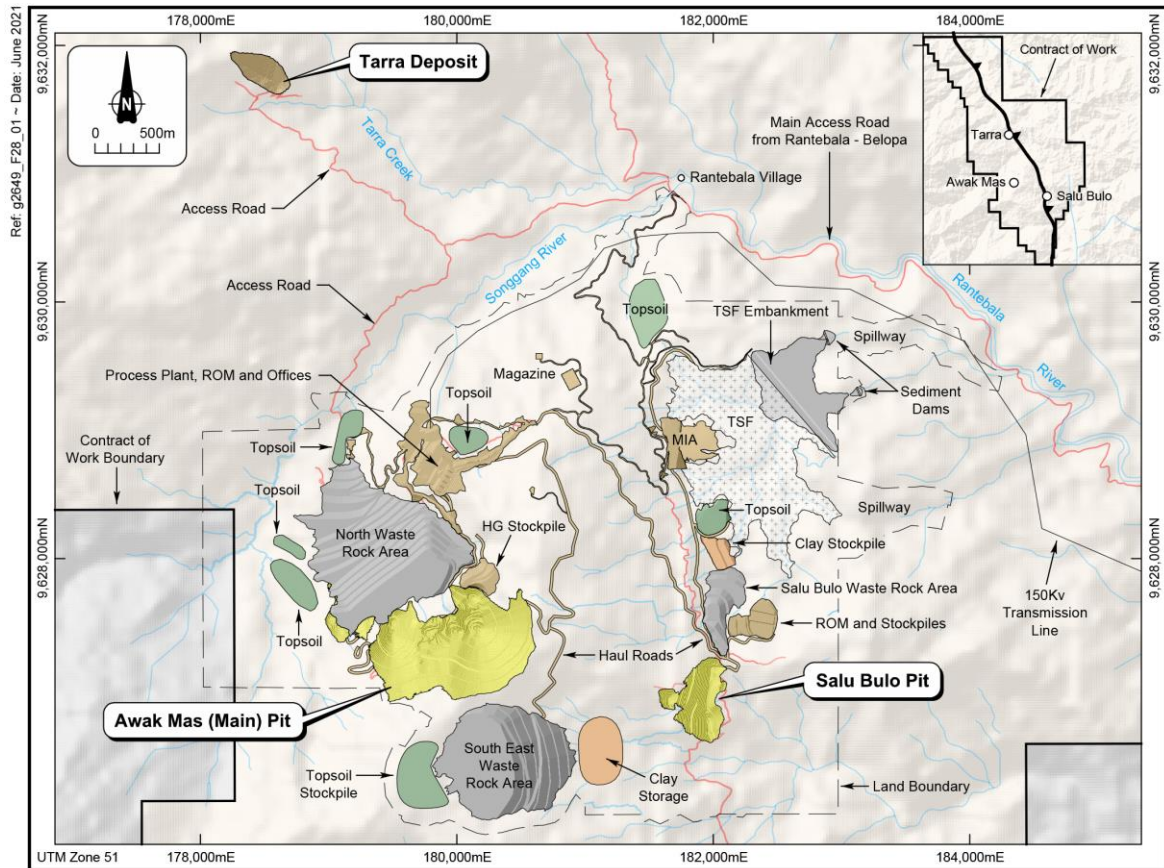 178,000mE
180,000mE
182,000mE
184,000mE
Ref: g2649_F28_01 ~ Date: June 2021
9,632,000mN
9,632,000mN
N
0 500m
Tarra Deposit
Contract of
Work
Tarra
Awak Mas
Salu Bulo
Main Access Road
from Rantebala - Belopa
Tarra Creek
Rantebala Village
Access Road
Songgang River
Access Road
9,630,000mN
9,630,000mN
Rantebala
River
Topsoil
TSF Embankment
Spillway
Process Plant, ROM and Offices
Magazine
Sediment
Dams
Topsoil
Contract of
Work Boundary
Topsoil
MIA
TSF
Topsoil
HG Stockpile
Topsoil
Spillway
North Waste
Rock Area
Clay Stockpile
9,628,000mN
9,628,000mN
Salu Bulo Waste Rock Area
150Kv
Transmission
Line
Topsoil
ROM and Stockpiles
Haul Roads
Salu Bulo Pit
Awak Mas (Main) Pit
South East
Waste
Rock Area
Topsoil
Stockpile
Clay
Storage
Land Boundary
UTM Zone 51
178,000mE
180,000mE
182,000mE
184,000mE